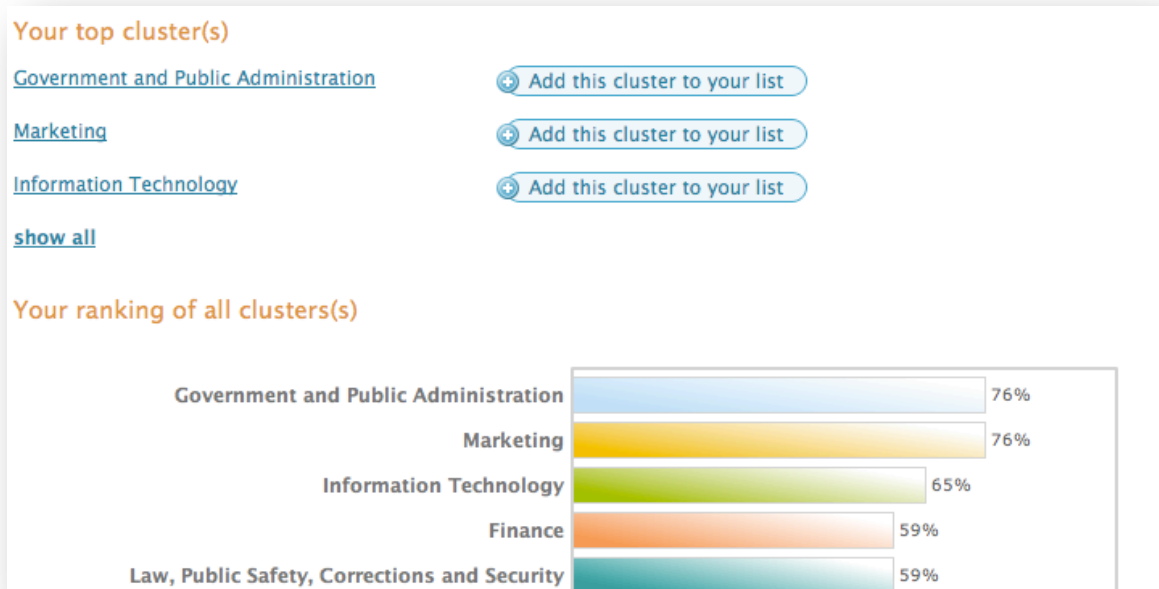 Your top cluster(s)
Government and Public Administration Add this cluster to your list
Marketing Add this cluster to your list
Information Technology Add this cluster to your list
show all
Your ranking of all clusters(s)
Government and Public Administration 76%
Marketing 76%
Information Technology 65%
Finance 59%
Law, Public Safety, Corrections and Security 59%